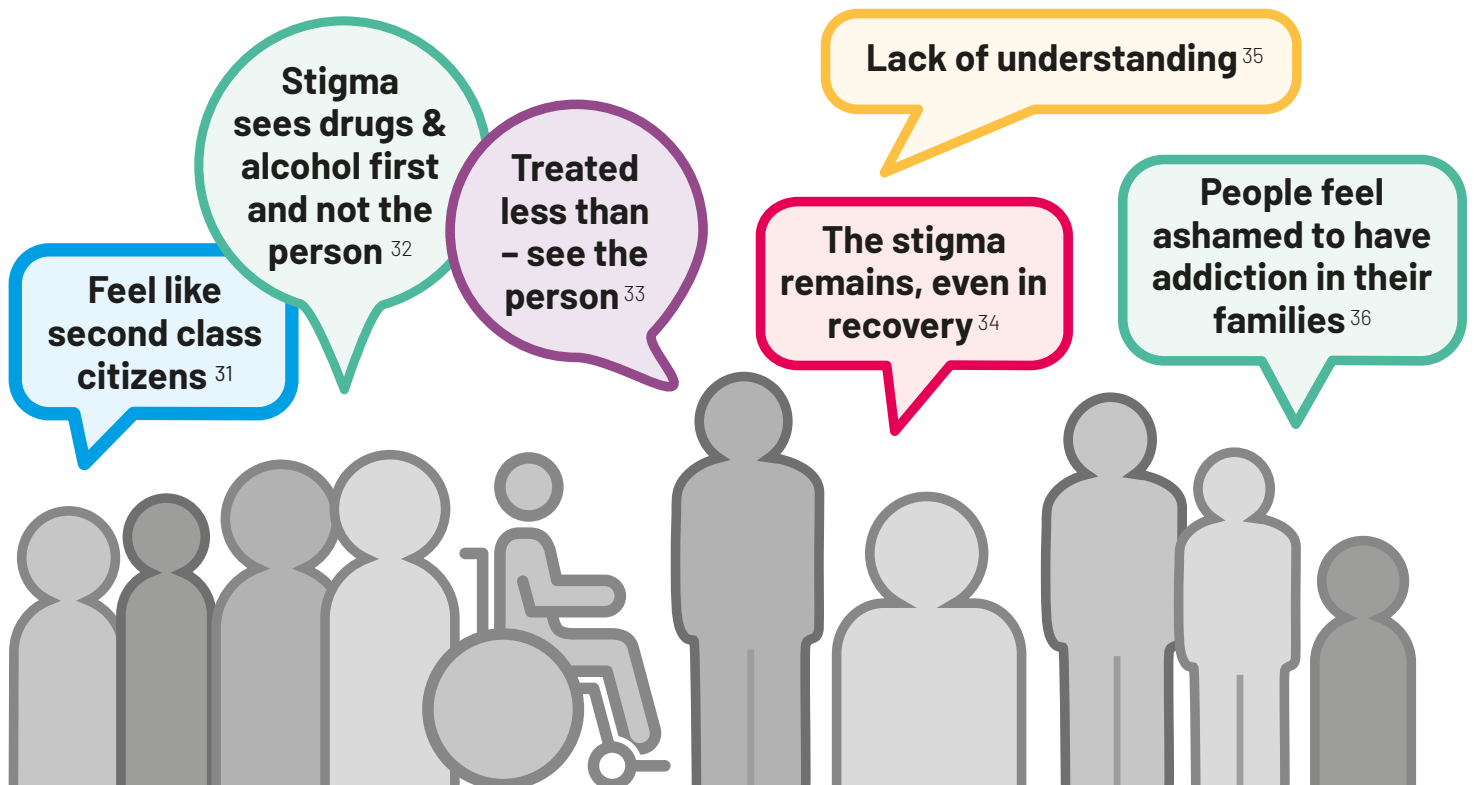 Feel like
second class
citizens 31
Stigma
sees drugs &
alcohol first
and not the
person 32
Treated
less than
– see the
person 33
Lack of understanding 35
The stigma
remains, even in
recovery 34
People feel
ashamed to have
addiction in their
families 36